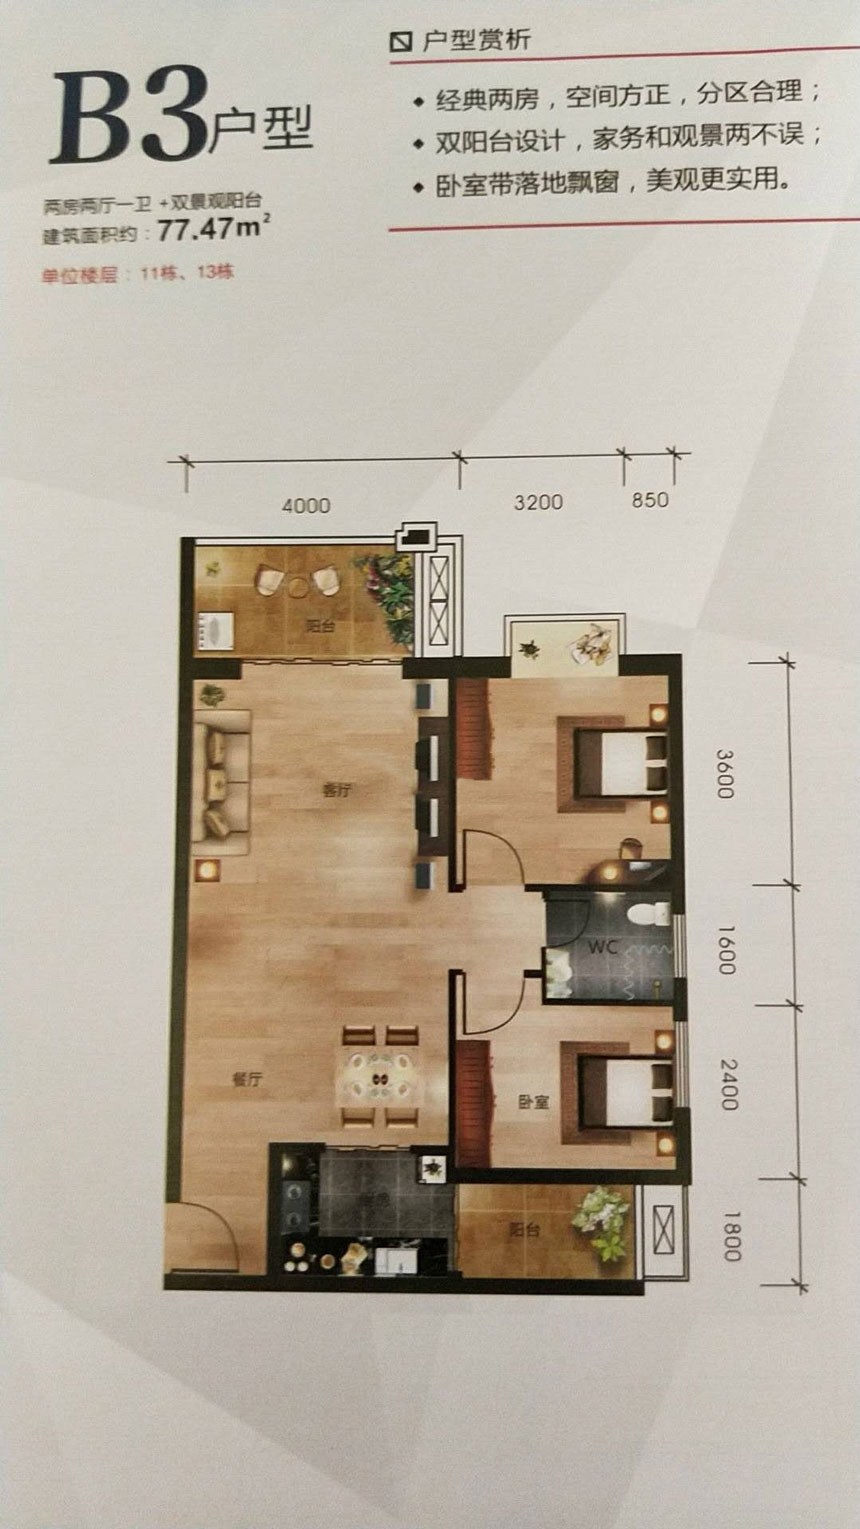 B3户型
两房两厅一卫 +双景观阳台
建筑面积约：77.47m²
单位楼层：11栋、13栋
户型赏析
◆ 经典两房，空间方正，分区合理；
◆ 双阳台设计，家务和观景两不误；
◆ 卧室带落地飘窗，美观更实用。
4000
3200
850
阳台
客厅
3600
WC
1600
餐厅
卧室
2400
阳台
1800